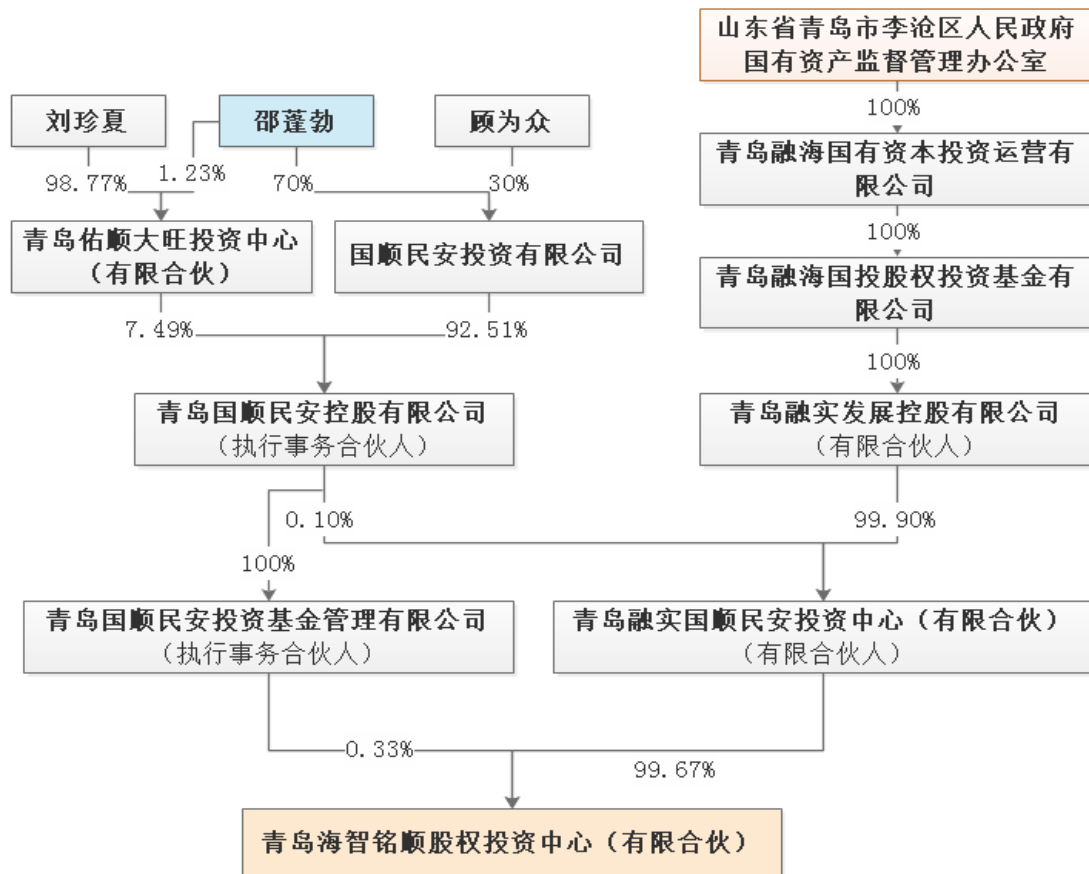 山东省青岛市李沧区人民政府
国有资产监督管理办公室
刘珍夏
邵蓬勃
顾为众
100%
98.77%
1.23%
70%
30%
青岛融海国有资本投资运营有
限公司
青岛佑顺大旺投资中心
（有限合伙）
国顺民安投资有限公司
100%
青岛融海国投股权投资基金有
限公司
7.49%
92.51%
100%
青岛国顺民安控股有限公司
（执行事务合伙人）
青岛融实发展控股有限公司
（有限合伙人）
0.10%
99.90%
100%
青岛国顺民安投资基金管理有限公司
（执行事务合伙人）
青岛融实国顺民安投资中心（有限合伙）
（有限合伙人）
0.33%
99.67%
青岛海智铭顺股权投资中心（有限合伙）